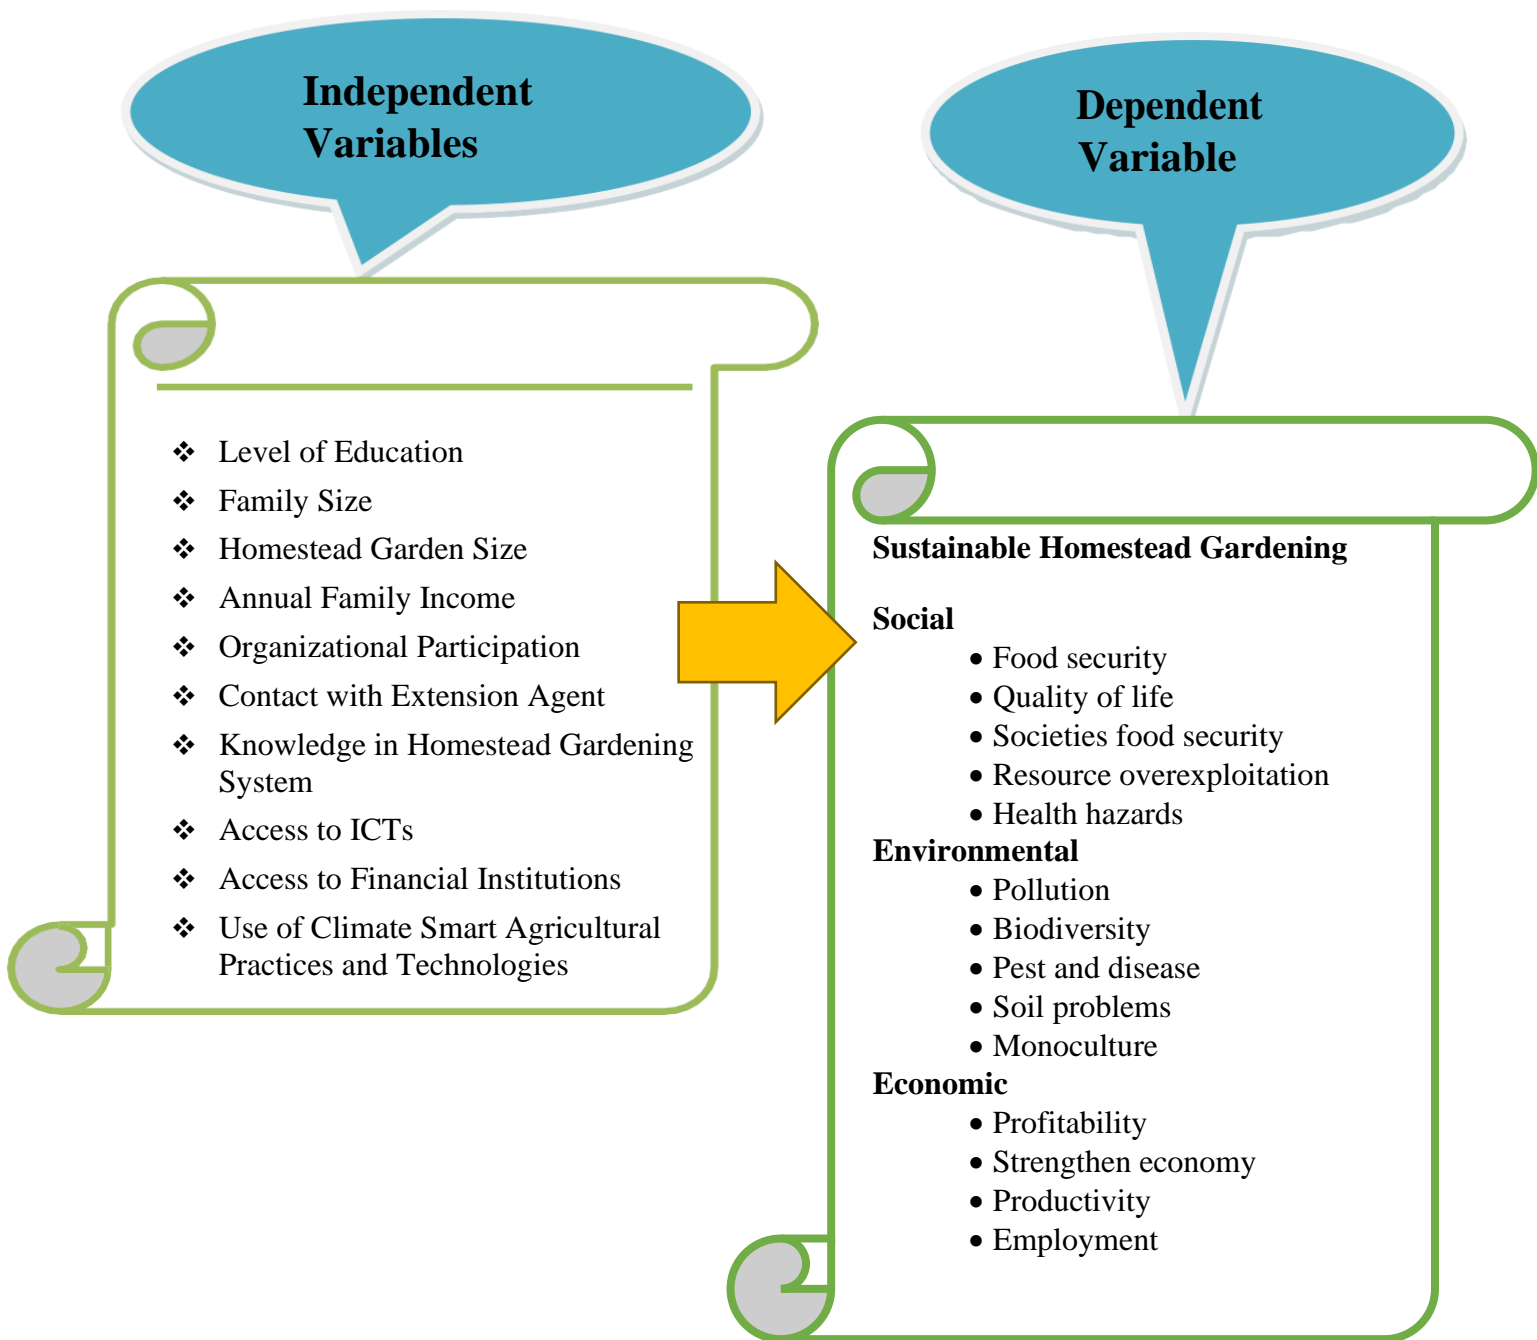 Independent
Variables
❖ Level of Education
❖ Family Size
❖ Homestead Garden Size
❖ Annual Family Income
❖ Organizational Participation
❖ Contact with Extension Agent
❖ Knowledge in Homestead Gardening
System
❖ Access to ICTs
❖ Access to Financial Institutions
❖ Use of Climate Smart Agricultural
Practices and Technologies
Dependent
Variable
Sustainable Homestead Gardening
Social
• Food security
• Quality of life
• Societies food security
• Resource overexploitation
• Health hazards
Environmental
• Pollution
• Biodiversity
• Pest and disease
• Soil problems
• Monoculture
Economic
• Profitability
• Strengthen economy
• Productivity
• Employment